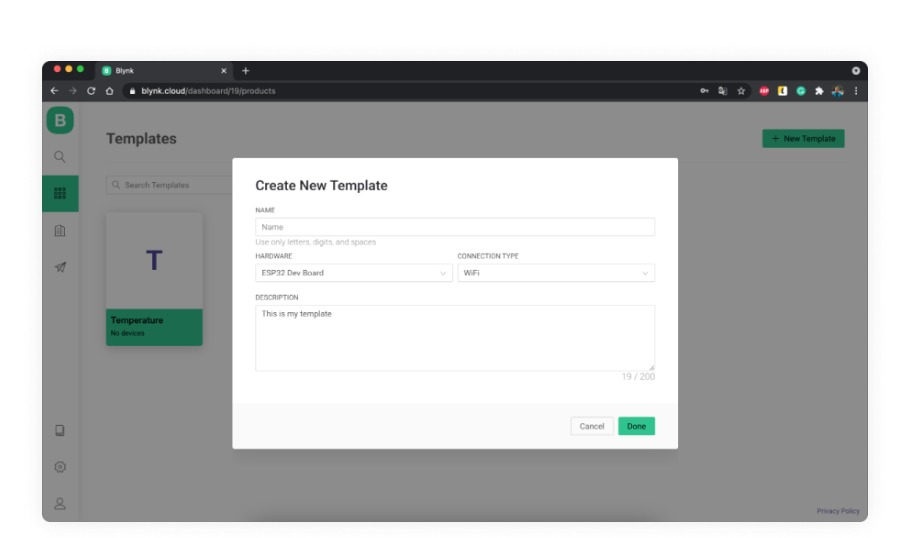 Blynk
blynk.cloud/dashboard/19/products
B
Templates
+ New Template
Search Templates
T
Temperature
No devices
Create New Template
NAME
Name
Use only letters, digits, and spaces
HARDWARE
CONNECTION TYPE
ESP32 Dev Board
WiFi
DESCRIPTION
This is my template
19 / 200
Cancel
Done
Privacy Policy